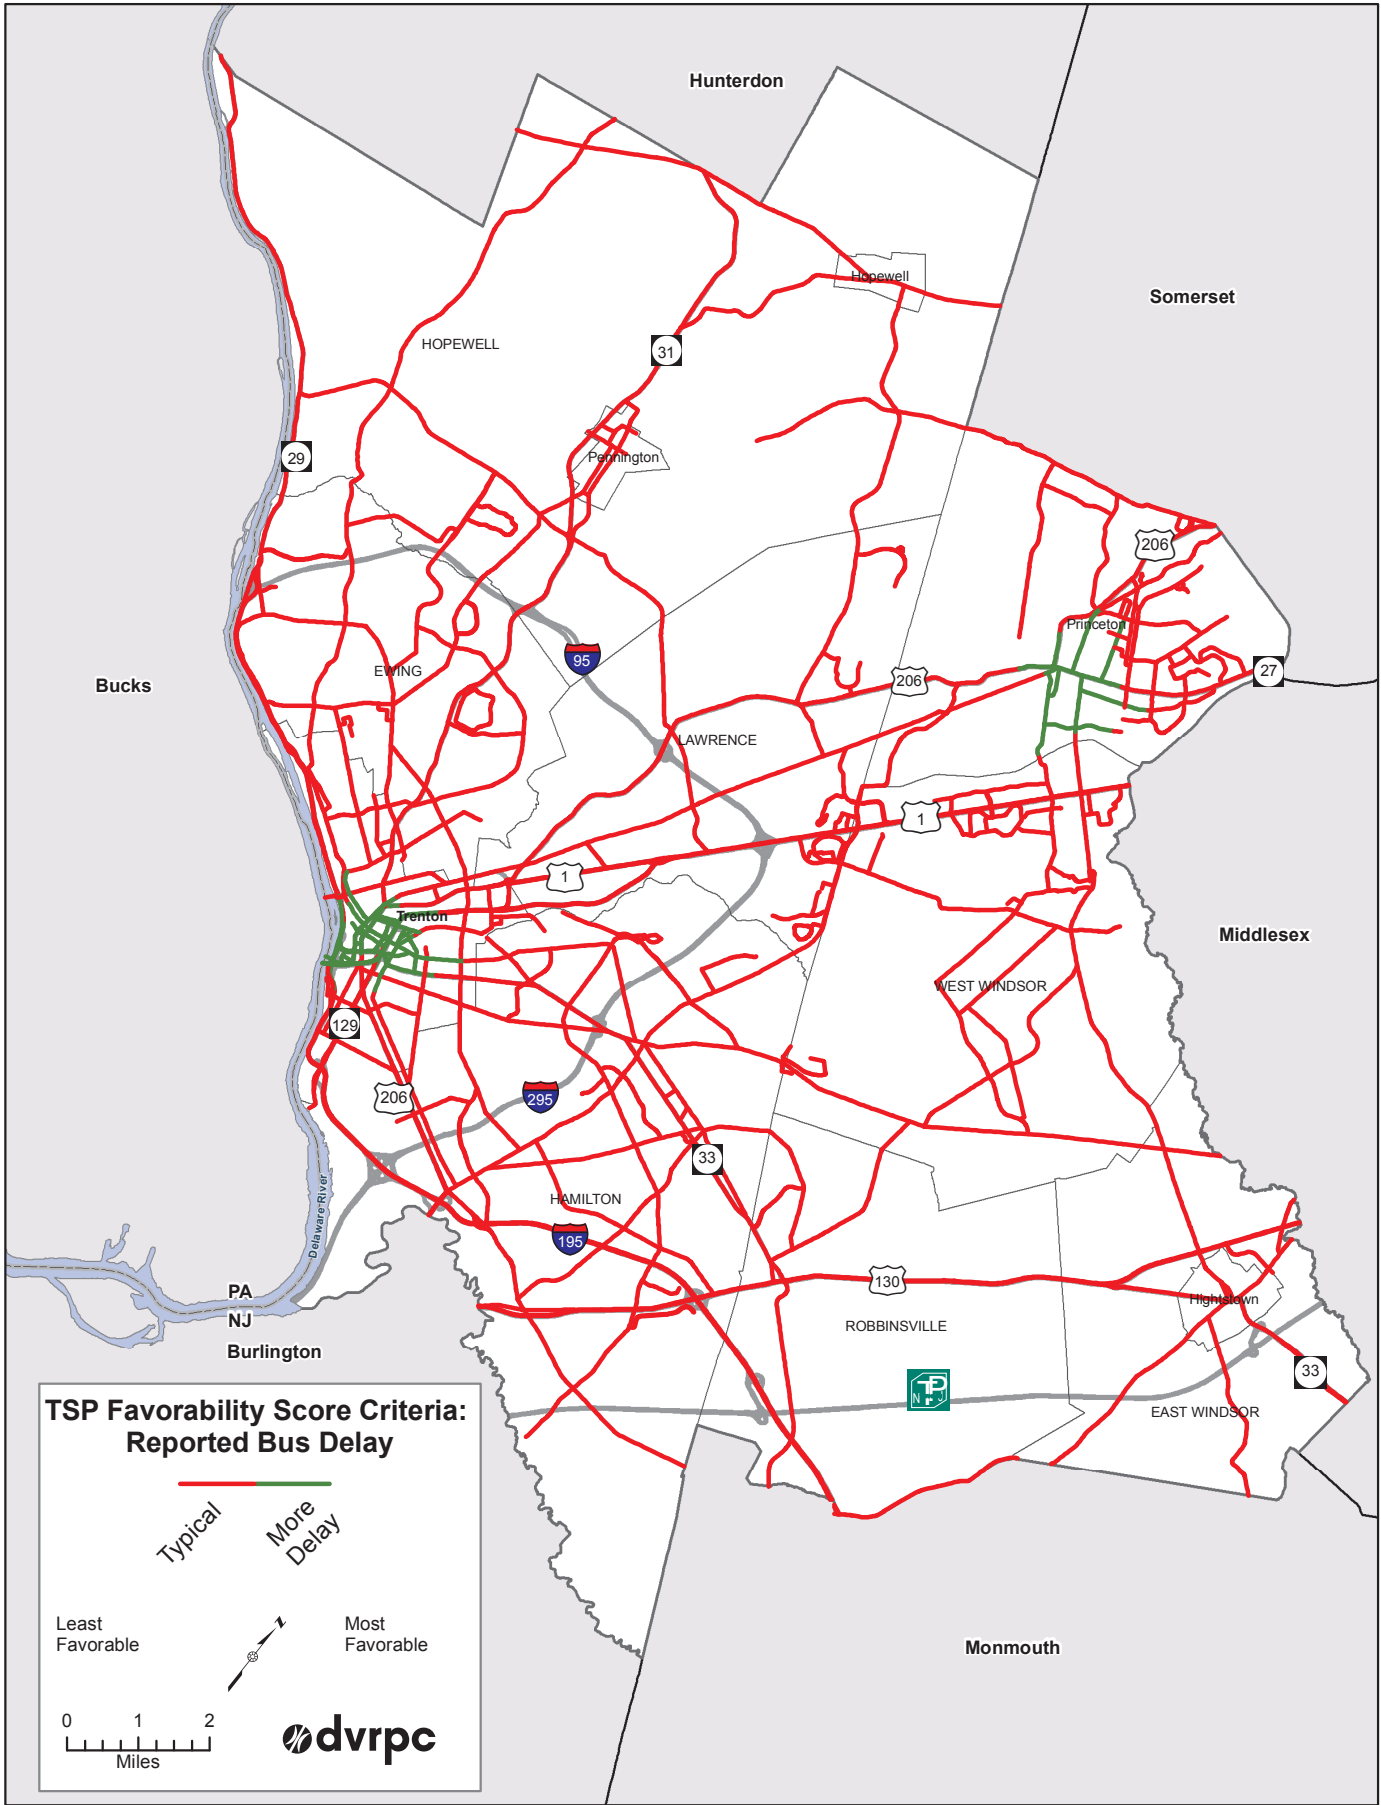 Hunterdon
Hopewell
Somerset
HOPEWELL
31
29
Pennington
206
Princeton
95
EWING
27
Bucks
206
LAWRENCE
1
1
Trenton
Middlesex
WEST WINDSOR
129
206
295
33
HAMILTON
Delaware River
195
130
PA
NJ
Hightstown
ROBBINSVILLE
Burlington
33
TP
N J
EAST WINDSOR
TSP Favorability Score Criteria:
Reported Bus Delay
Typical
More
Delay
Least
Favorable
N
Most
Favorable
Monmouth
0 1 2
Miles
dvrpc